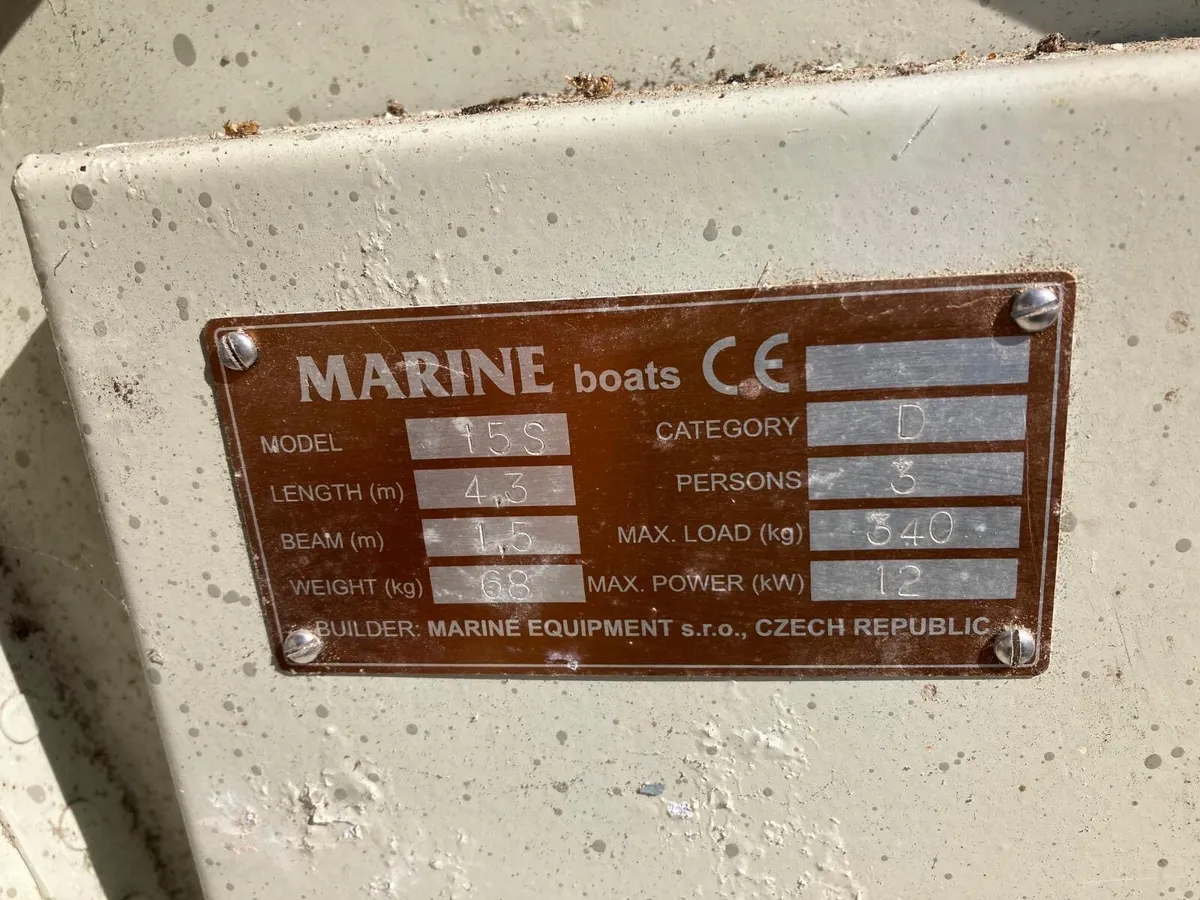 MARINE boats CE
MODEL 15S
LENGTH (m) 4,3
BEAM (m) 1,5
WEIGHT (kg) 68
CATEGORY D
PERSONS 3
MAX. LOAD (kg) 340
MAX. POWER (kW) 12
BUILDER: MARINE EQUIPMENT s.r.o., CZECH REPUBLIC